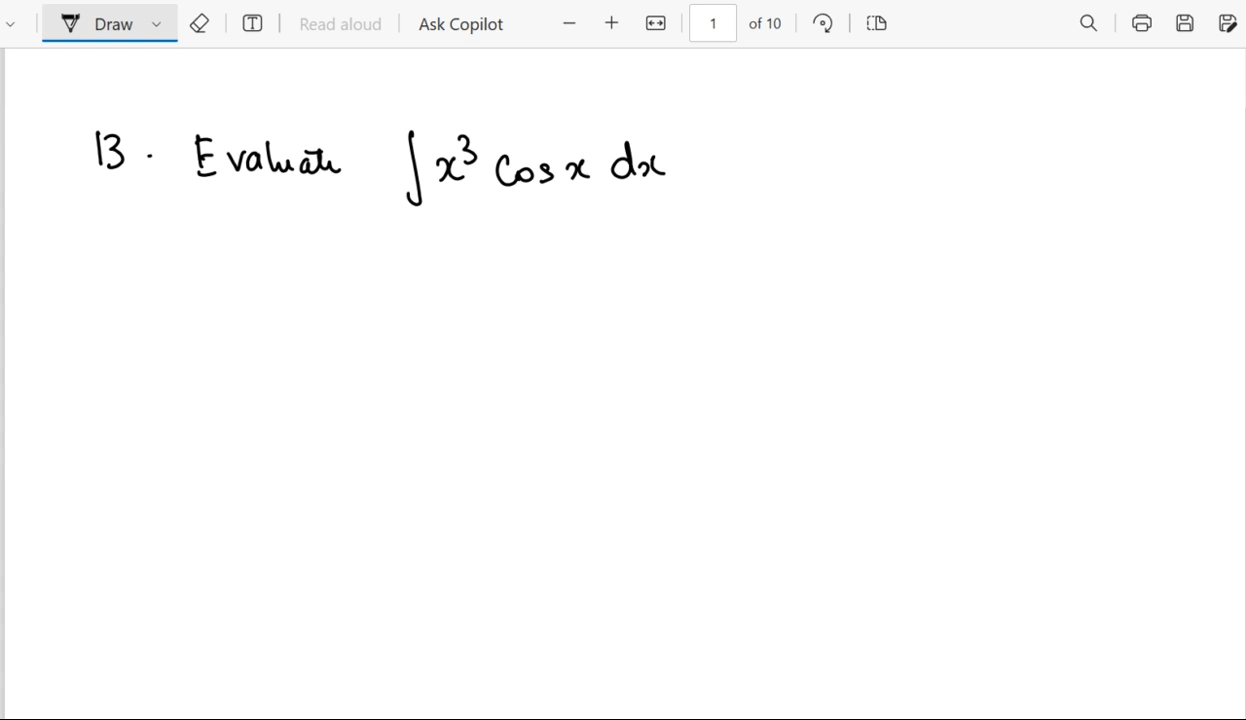 Draw Read aloud Ask Copilot 1 of 10
13. Evaluate ∫ x³ cos x dx